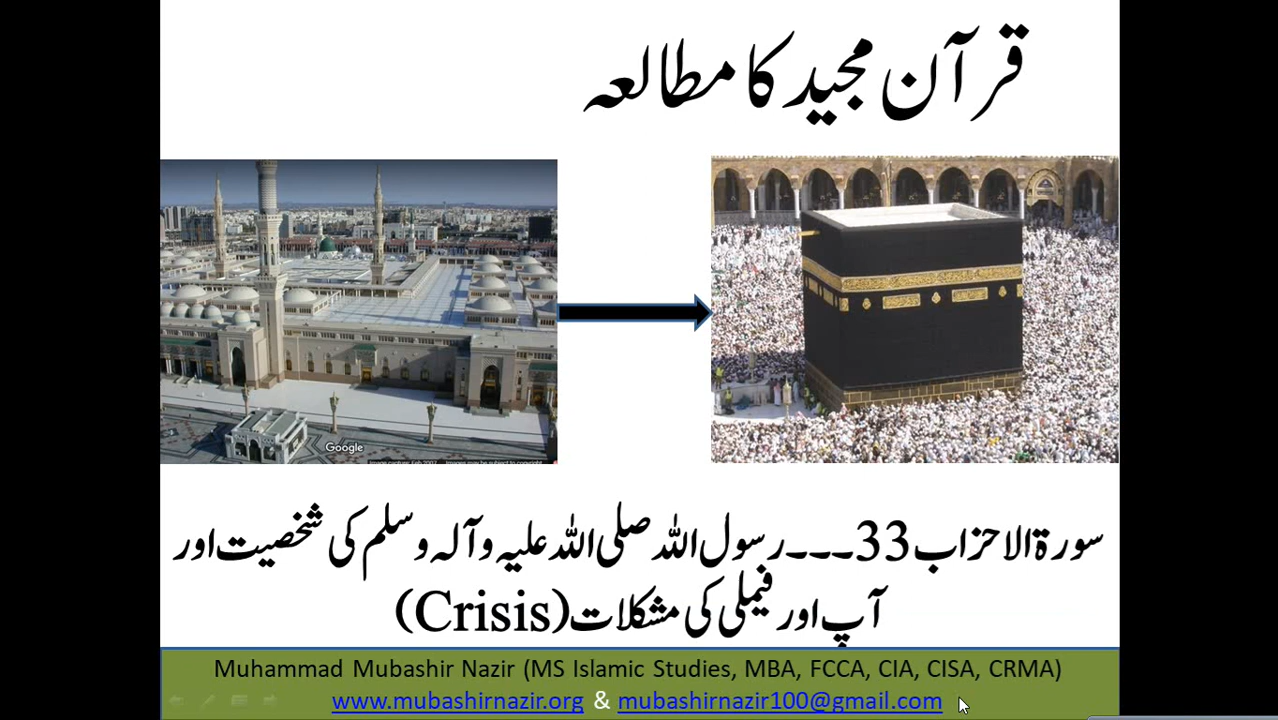 قرآن مجید کا مطالعہ
Google
سورۃ الاحزاب 33۔۔۔رسول اللہ صلی اللہ علیہ وآلہ وسلم کی شخصیت اور
آپ اور فیملی کی مشکلات (Crisis)
Muhammad Mubashir Nazir (MS Islamic Studies, MBA, FCCA, CIA, CISA, CRMA)
www.mubashirnazir.org & mubashirnazir100@gmail.com